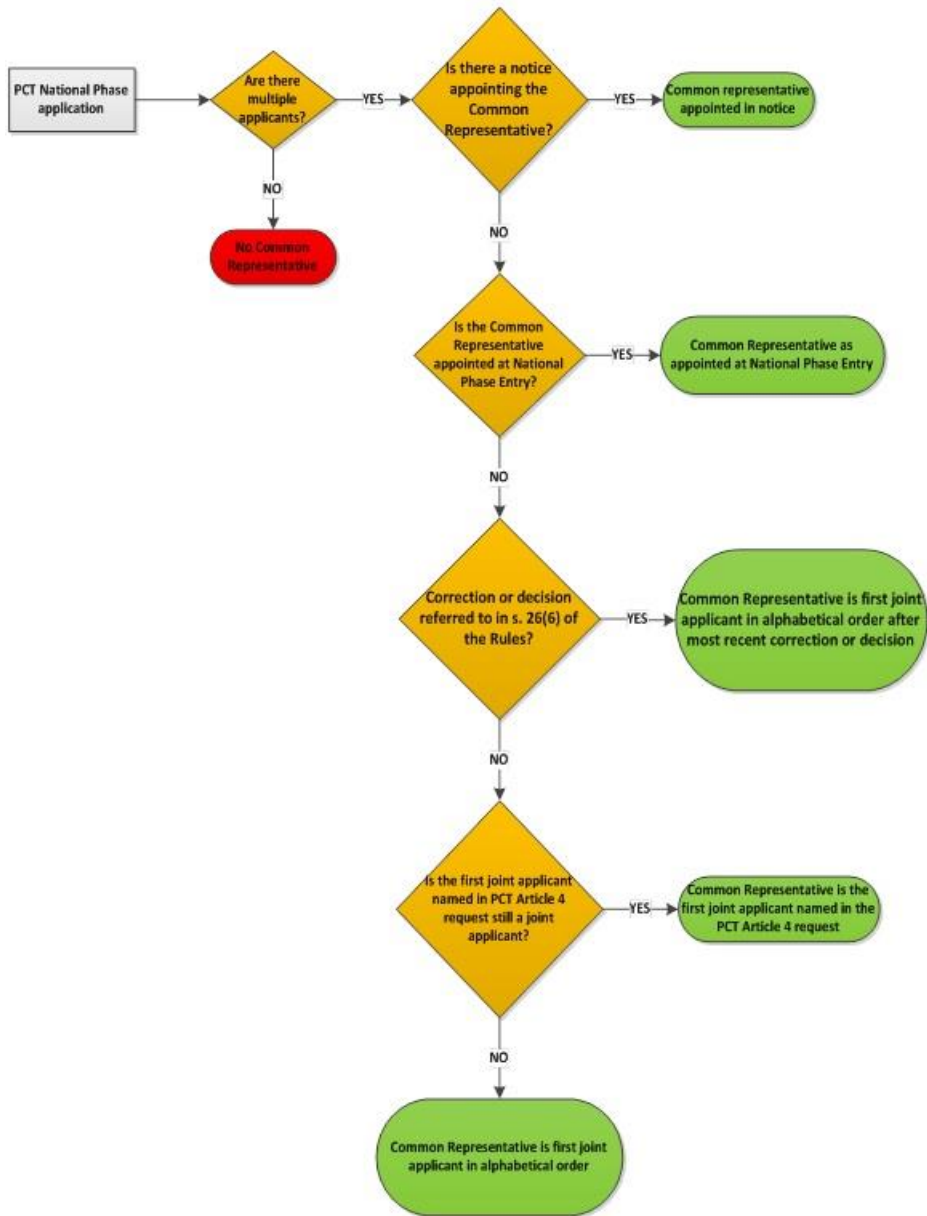 PCT National Phase
application
Are there
multiple
applicants?
YES
Is there a notice
appointing the
Common
Representative?
YES
Common representative
appointed in notice
NO
No Common
Representative
NO
Is the Common
Representative
appointed at National
Phase Entry?
YES
Common Representative as
appointed at National Phase Entry
NO
Correction or decision
referred to in s. 26(6) of
the Rules?
YES
Common Representative is first joint
applicant in alphabetical order after
most recent correction or decision
NO
Is the first joint applicant
named in PCT Article 4
request still a joint
applicant?
YES
Common Representative is the
first joint applicant named in the
PCT Article 4 request
NO
Common Representative is first joint
applicant in alphabetical order